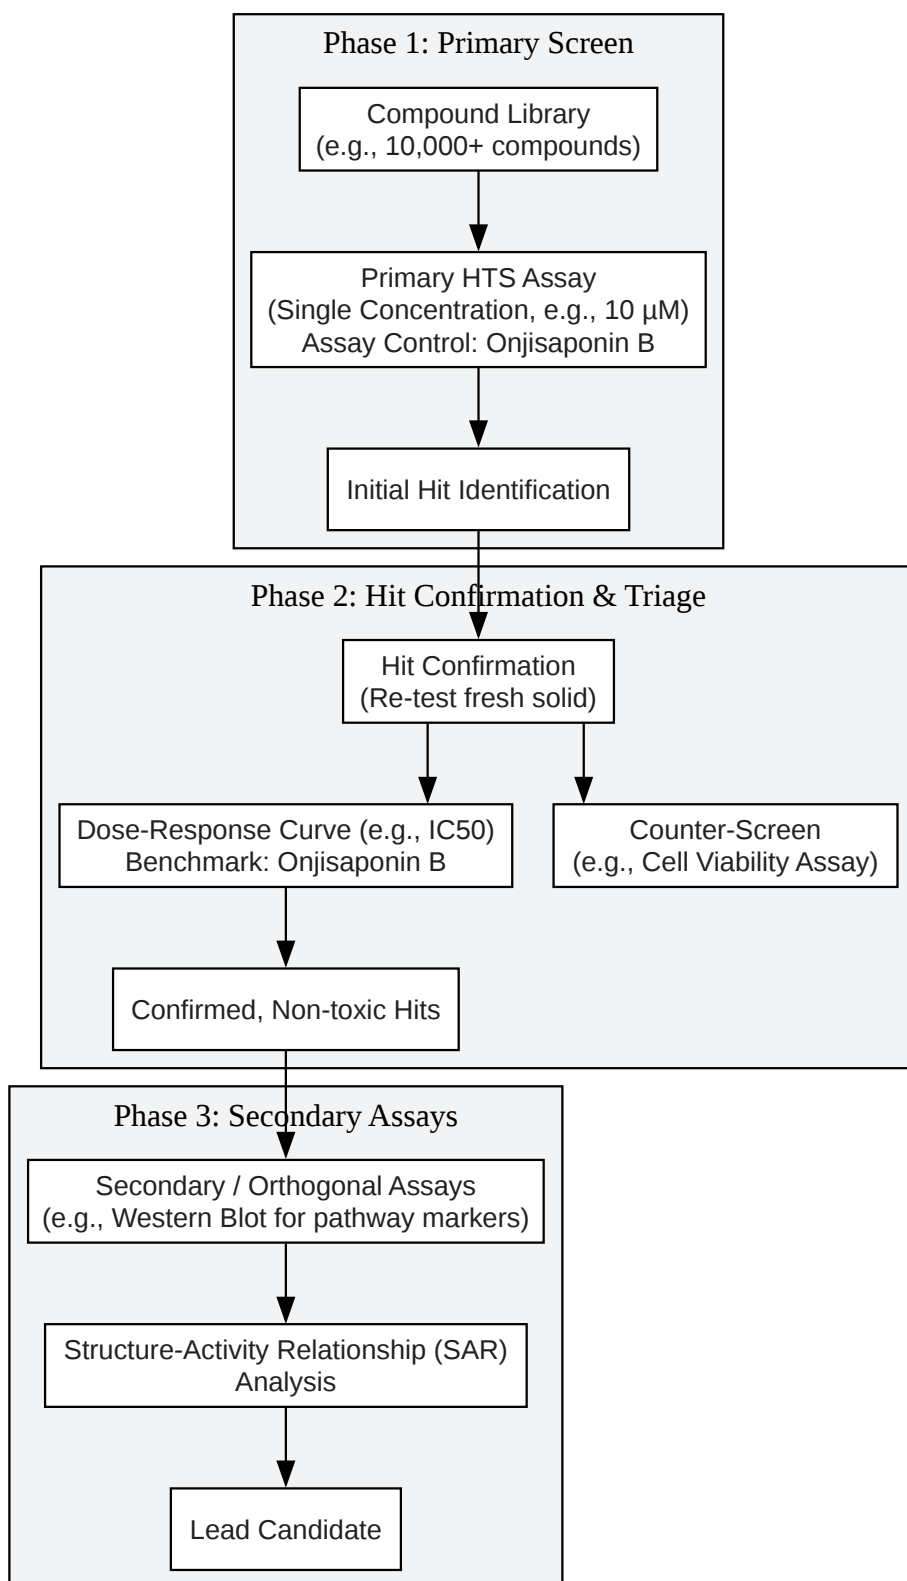 Phase 1: Primary Screen
Compound Library
(e.g., 10,000+ compounds)
Primary HTS Assay
(Single Concentration, e.g., 10 µM)
Assay Control: Onjisaponin B
Initial Hit Identification
Phase 2: Hit Confirmation & Triage
Hit Confirmation
(Re-test fresh solid)
Dose-Response Curve (e.g., IC50)
Benchmark: Onjisaponin B
Counter-Screen
(e.g., Cell Viability Assay)
Confirmed, Non-toxic Hits
Phase 3: Secondary Assays
Secondary / Orthogonal Assays
(e.g., Western Blot for pathway markers)
Structure-Activity Relationship (SAR)
Analysis
Lead Candidate